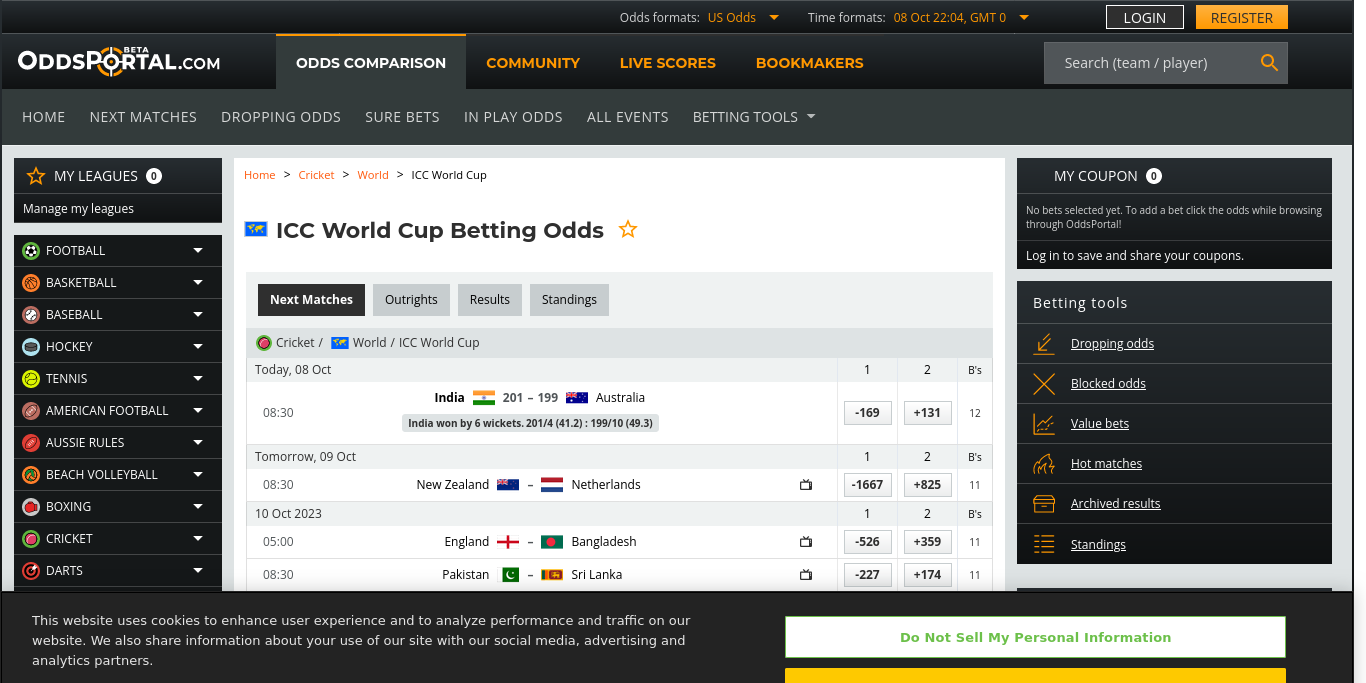 Odds formats: US Odds Time formats: 08 Oct 22:04, GMT 0 LOGIN REGISTER
ODDSPORTAL.COM BETA
ODDS COMPARISON COMMUNITY LIVE SCORES BOOKMAKERS Search (team / player)
HOME NEXT MATCHES DROPPING ODDS SURE BETS IN PLAY ODDS ALL EVENTS BETTING TOOLS
MY LEAGUES 0
Manage my leagues
FOOTBALL
BASKETBALL
BASEBALL
HOCKEY
TENNIS
AMERICAN FOOTBALL
AUSSIE RULES
BEACH VOLLEYBALL
BOXING
CRICKET
DARTS
Home > Cricket > World > ICC World Cup
ICC World Cup Betting Odds
Next Matches Outrights Results Standings
Cricket / World / ICC World Cup
Today, 08 Oct 1 2 B's
08:30 India 201 – 199 Australia -169 +131 12
India won by 6 wickets. 201/4 (41.2) : 199/10 (49.3)
Tomorrow, 09 Oct 1 2 B's
08:30 New Zealand – Netherlands -1667 +825 11
10 Oct 2023 1 2 B's
05:00 England – Bangladesh -526 +359 11
08:30 Pakistan – Sri Lanka -227 +174 11
MY COUPON 0
No bets selected yet. To add a bet click the odds while browsing
through OddsPortal!
Log in to save and share your coupons.
Betting tools
Dropping odds
Blocked odds
Value bets
Hot matches
Archived results
Standings
This website uses cookies to enhance user experience and to analyze performance and traffic on our
website. We also share information about your use of our site with our social media, advertising and
analytics partners.
Do Not Sell My Personal Information